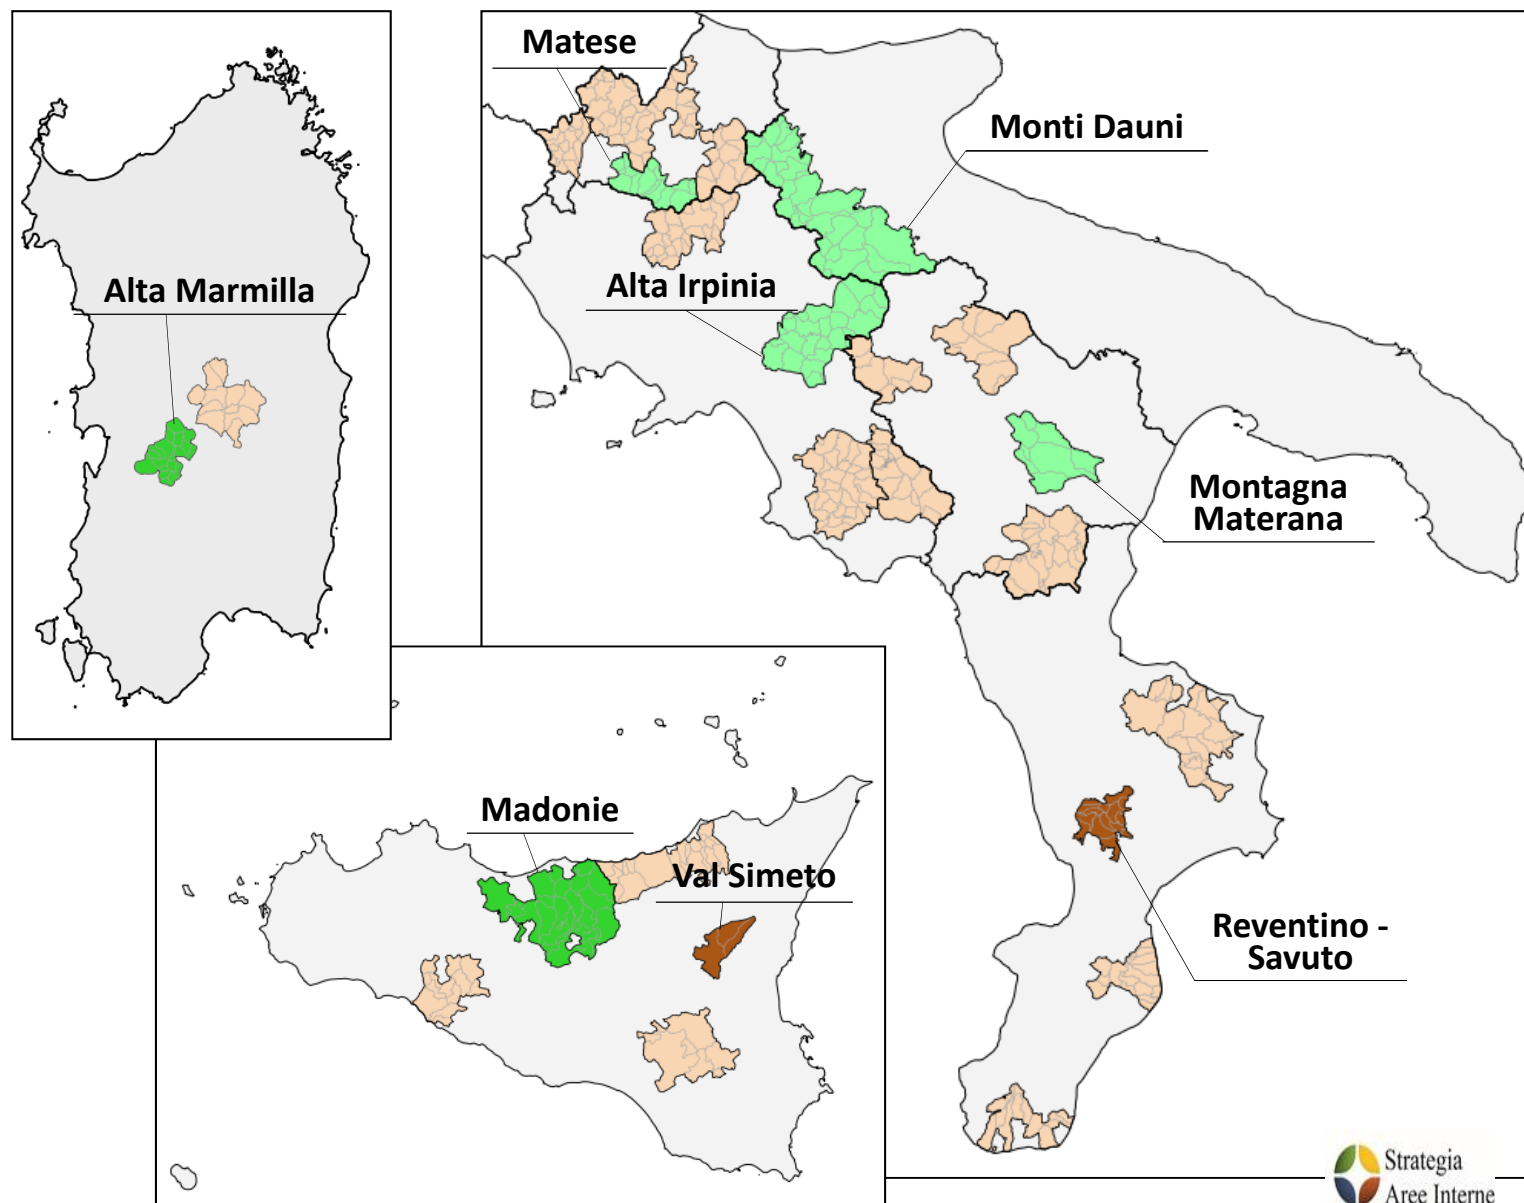 Matese
Monti Dauni
Alta Marmilla
Alta Irpinia
Montagna
Materana
Madonie
Val Simeto
Reventino -
Savuto
Strategia
Aree Interne